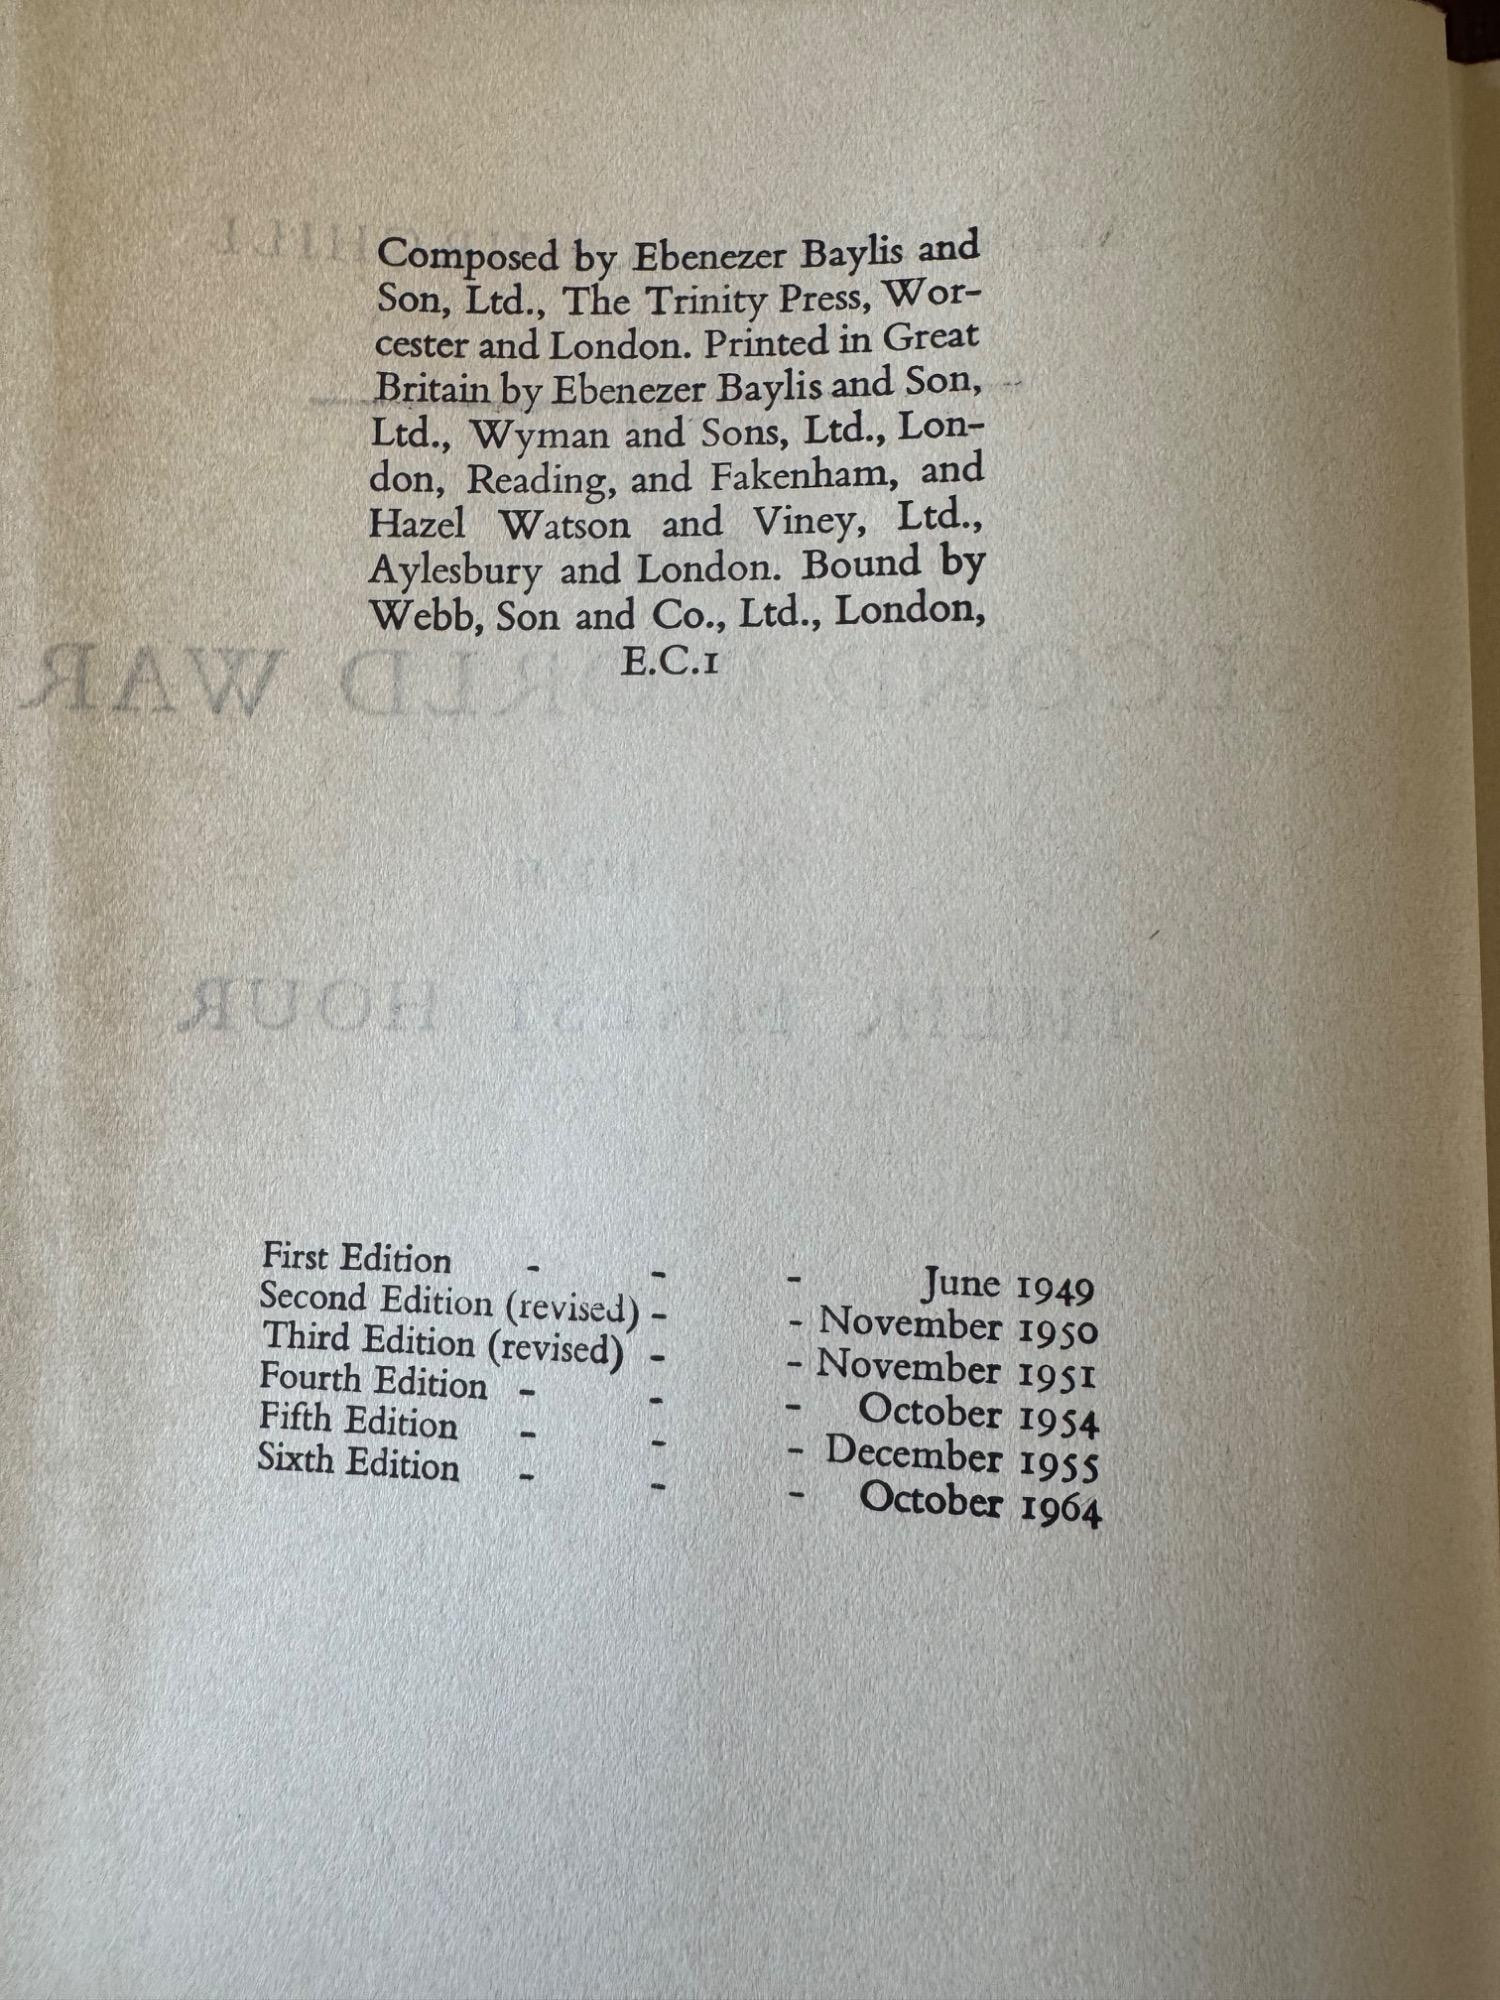 Composed by Ebenezer Baylis and
Son, Ltd., The Trinity Press, Wor-
cester and London. Printed in Great
Britain by Ebenezer Baylis and Son,
Ltd., Wyman and Sons, Ltd., Lon-
don, Reading, and Fakenham, and
Hazel Watson and Viney, Ltd.,
Aylesbury and London. Bound by
Webb, Son and Co., Ltd., London,
E.C.1
First Edition - - - June 1949
Second Edition (revised) - - November 1950
Third Edition (revised) - - November 1951
Fourth Edition - - - October 1954
Fifth Edition - - - December 1955
Sixth Edition - - - October 1964